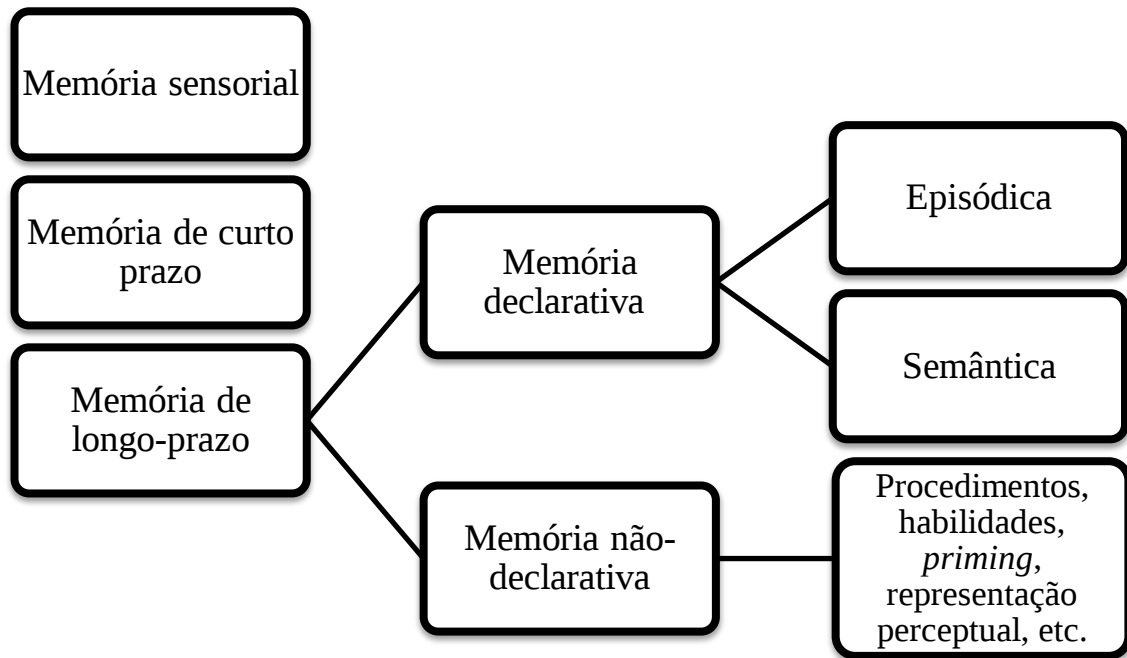 Memória sensorial
Memória de curto
prazo
Memória de
longo-prazo
Memória
declarativa
Memória não-
declarativa
Episódica
Semântica
Procedimentos,
habilidades,
priming,
representação
perceptual, etc.